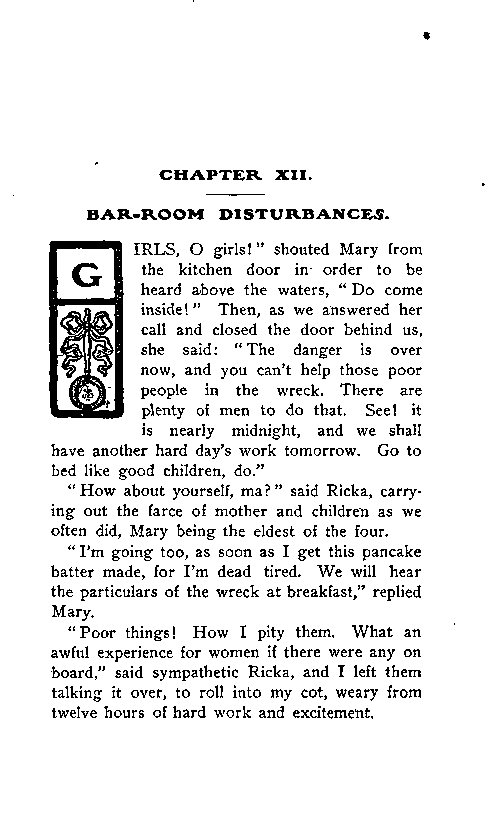 CHAPTER XII.
BAR-ROOM DISTURBANCES.
GIRLS, O girls!" shouted Mary from
the kitchen door in order to be
heard above the waters, "Do come
inside!" Then, as we answered her
call and closed the door behind us,
she said: "The danger is over
now, and you can't help those poor
people in the wreck. There are
plenty of men to do that. See! it
is nearly midnight, and we shall
have another hard day's work tomorrow. Go to
bed like good children, do."
"How about yourself, ma?" said Ricka, carry-
ing out the farce of mother and children as we
often did, Mary being the eldest of the four.
"I'm going too, as soon as I get this pancake
batter made, for I'm dead tired. We will hear
the particulars of the wreck at breakfast," replied
Mary.
"Poor things! How I pity them. What an
awful experience for women if there were any on
board," said sympathetic Ricka, and I left them
talking it over, to roll into my cot, weary from
twelve hours of hard work and excitement.